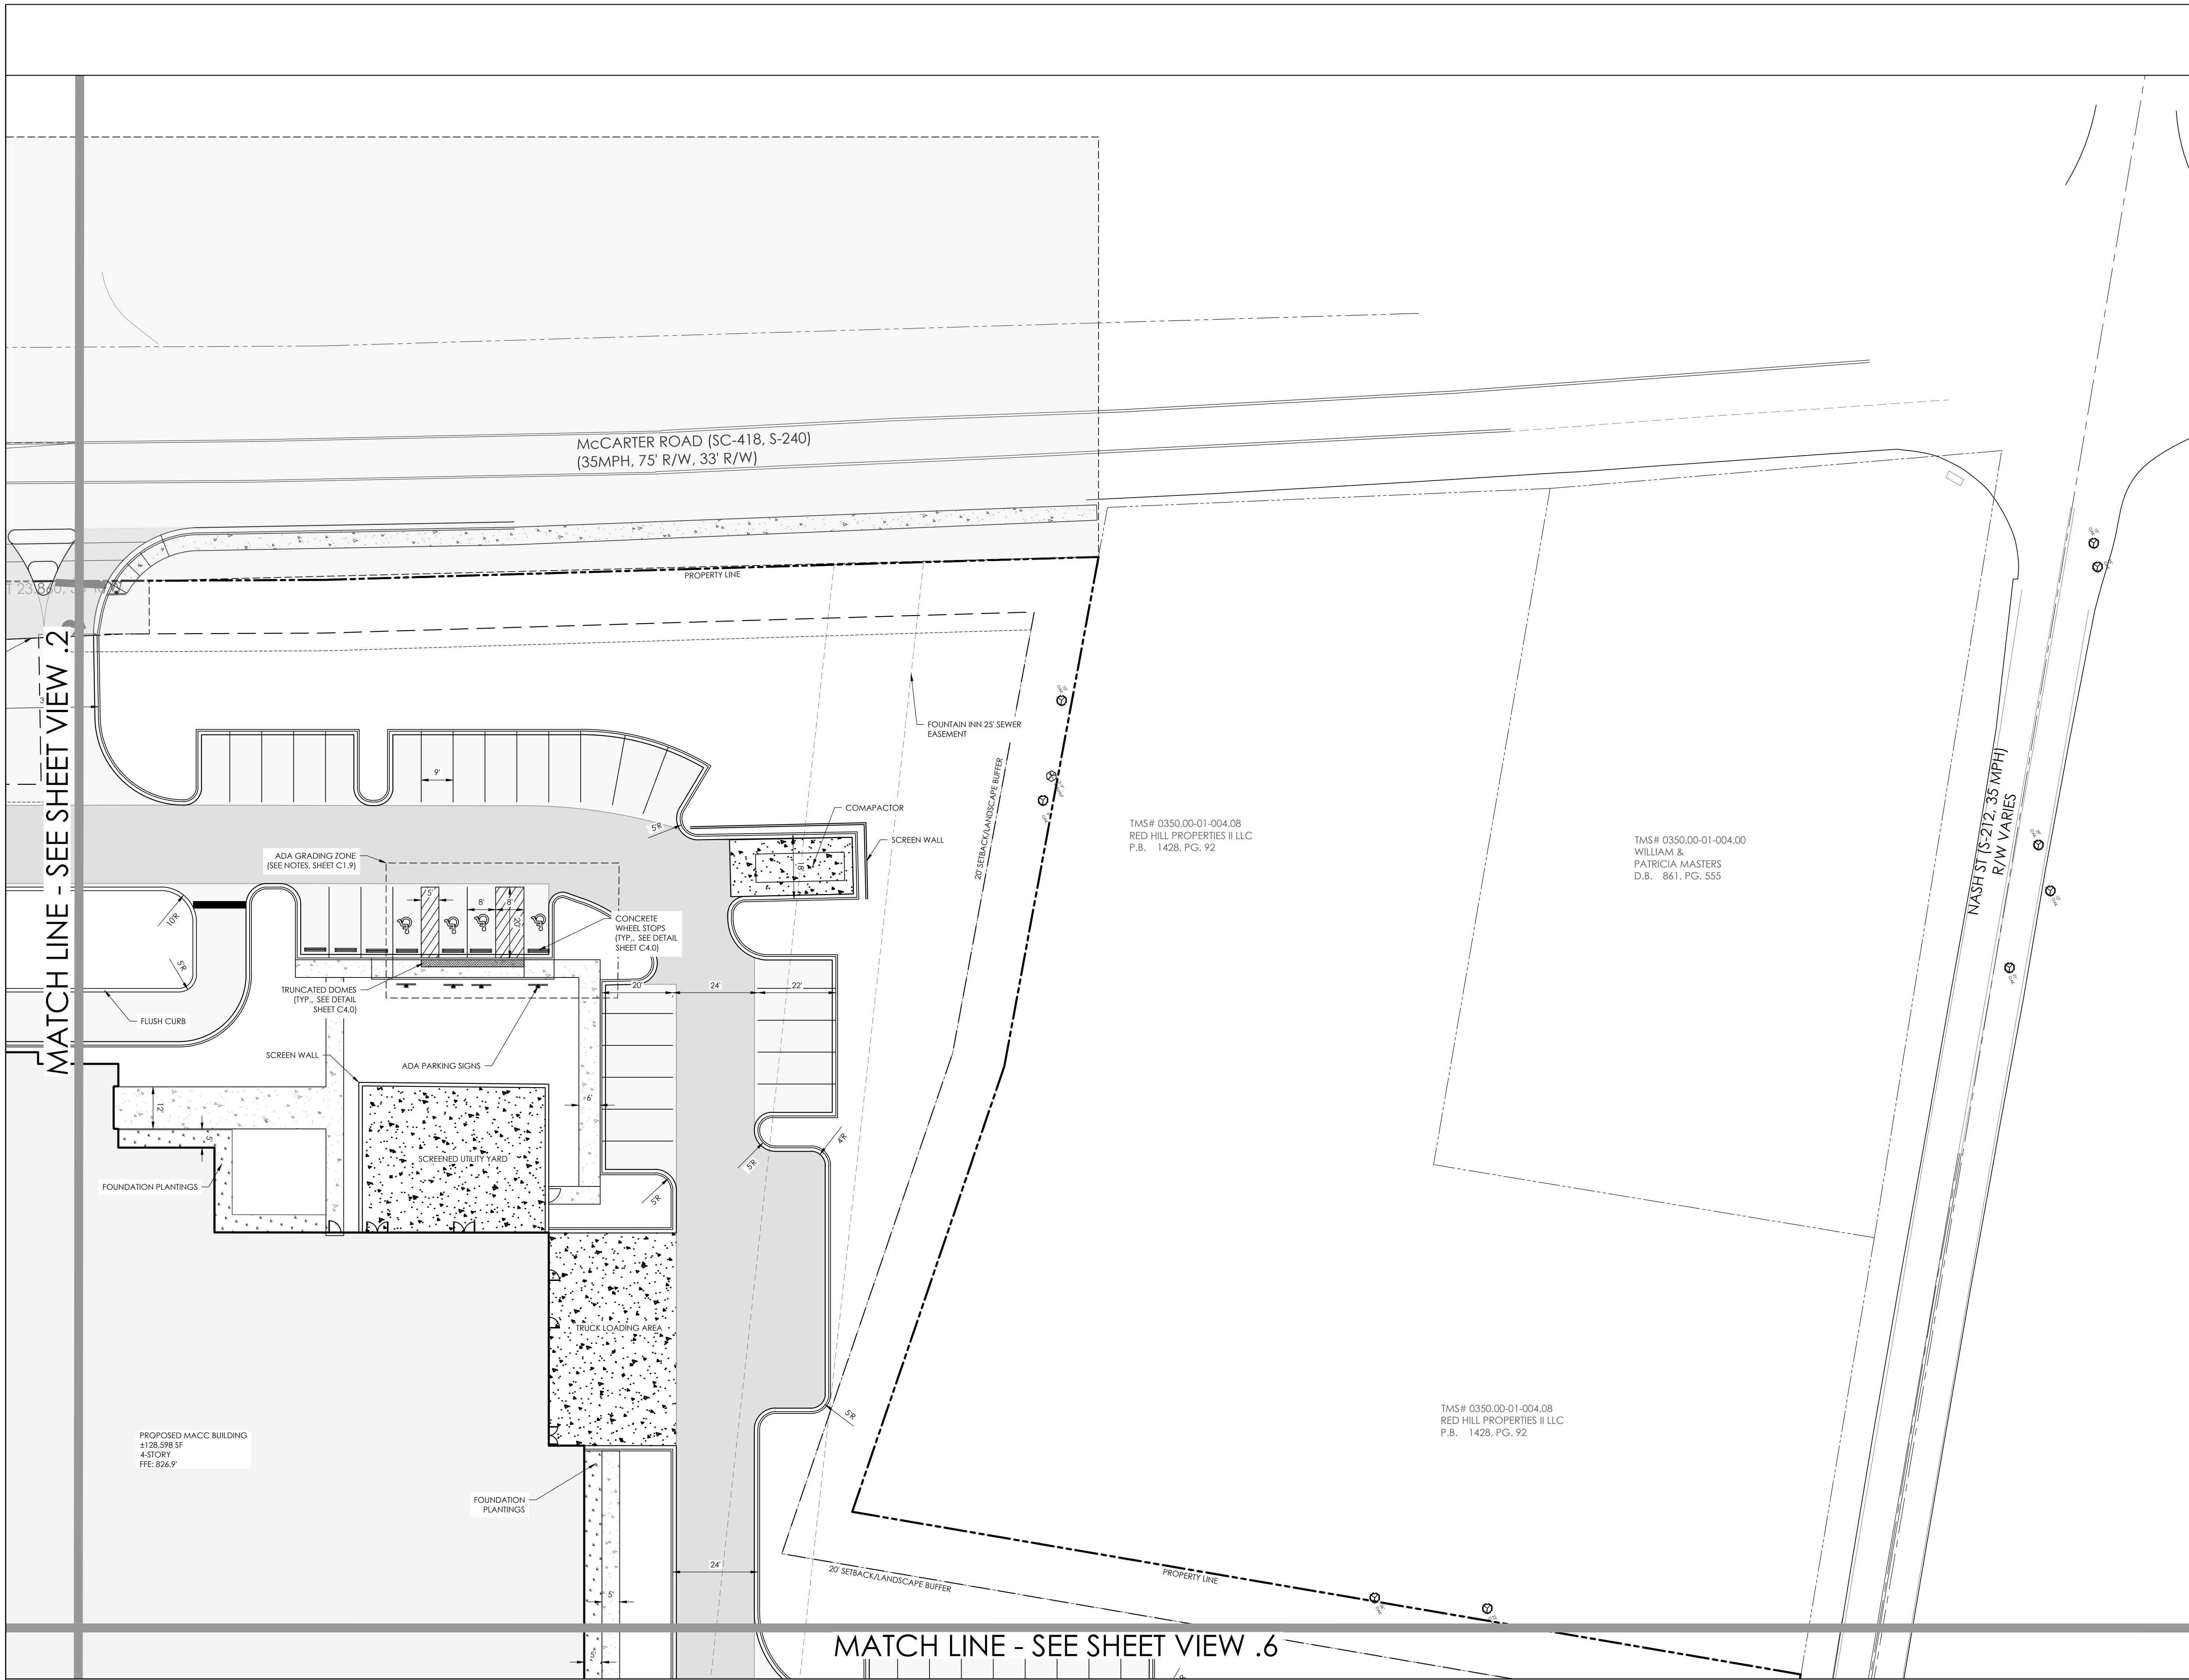 McCARTER ROAD (SC-418, S-240)
(35MPH, 75' R/W, 33' R/W)
PROPERTY LINE
MATCH LINE - SEE SHEET VIEW .2
FOUNTAIN INN 25' SEWER
EASEMENT
20' SETBACK/LANDSCAPE BUFFER
9'
5'R
COMAPACTOR
SCREEN WALL
18'
ADA GRADING ZONE
(SEE NOTES, SHEET C1.9)
TMS# 0350.00-01-004.08
RED HILL PROPERTIES II LLC
P.B. 1428, PG. 92
TMS# 0350.00-01-004.00
WILLIAM &
PATRICIA MASTERS
D.B. 861, PG. 555
NASH ST (S-212, 35 MPH)
R/W VARIES
10'R
5'R
5'
8'
8'
20'
CONCRETE
WHEEL STOPS
(TYP., SEE DETAIL
SHEET C4.0)
TRUNCATED DOMES
(TYP., SEE DETAIL
SHEET C4.0)
20'
24'
22'
FLUSH CURB
SCREEN WALL
ADA PARKING SIGNS
12'
6'
5'
SCREENED UTILITY YARD
4'R
5'R
5'R
FOUNDATION PLANTINGS
TRUCK LOADING AREA
5'R
PROPOSED MACC BUILDING
±128,598 SF
4-STORY
FFE: 826.9'
TMS# 0350.00-01-004.08
RED HILL PROPERTIES II LLC
P.B. 1428, PG. 92
FOUNDATION
PLANTINGS
24'
5'
20' SETBACK/LANDSCAPE BUFFER
PROPERTY LINE
MATCH LINE - SEE SHEET VIEW .6
5'